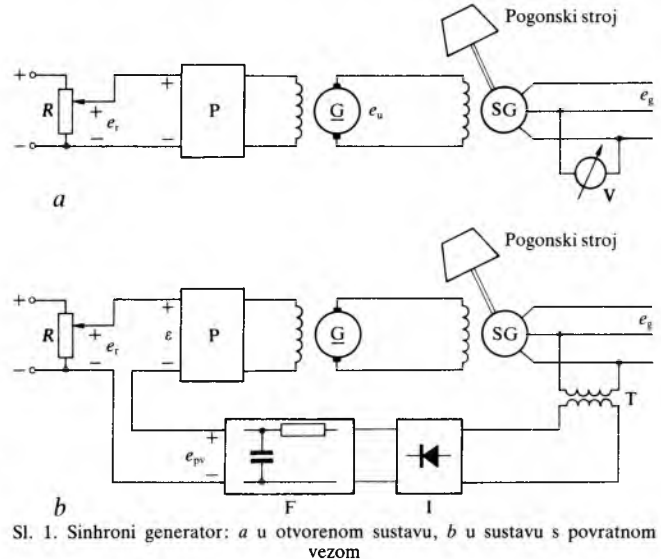 Pogonski stroj
+
R
+
e_r
−
−
+
−
P
G
e_u
SG
e_g
V
a
Pogonski stroj
+
R
+
e_r
−
−
+
ε
−
P
G
SG
e_g
T
+
e_pv
−
F
I
b
Sl. 1. Sinhroni generator: a u otvorenom sustavu, b u sustavu s povratnom
vezom